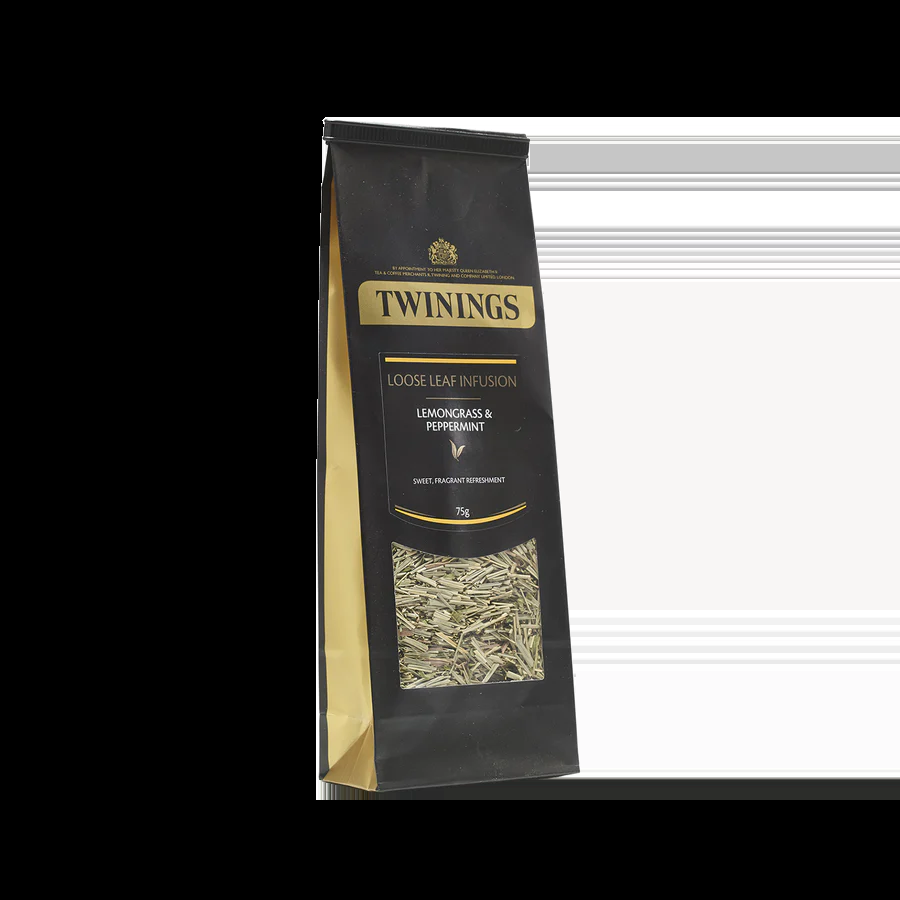 BY APPOINTMENT TO HER MAJESTY QUEEN ELIZABETH II
TEA & COFFEE MERCHANTS R. TWINING AND COMPANY LIMITED, LONDON.
TWININGS
LOOSE LEAF INFUSION
LEMONGRASS &
PEPPERMINT
SWEET, FRAGRANT REFRESHMENT
75g